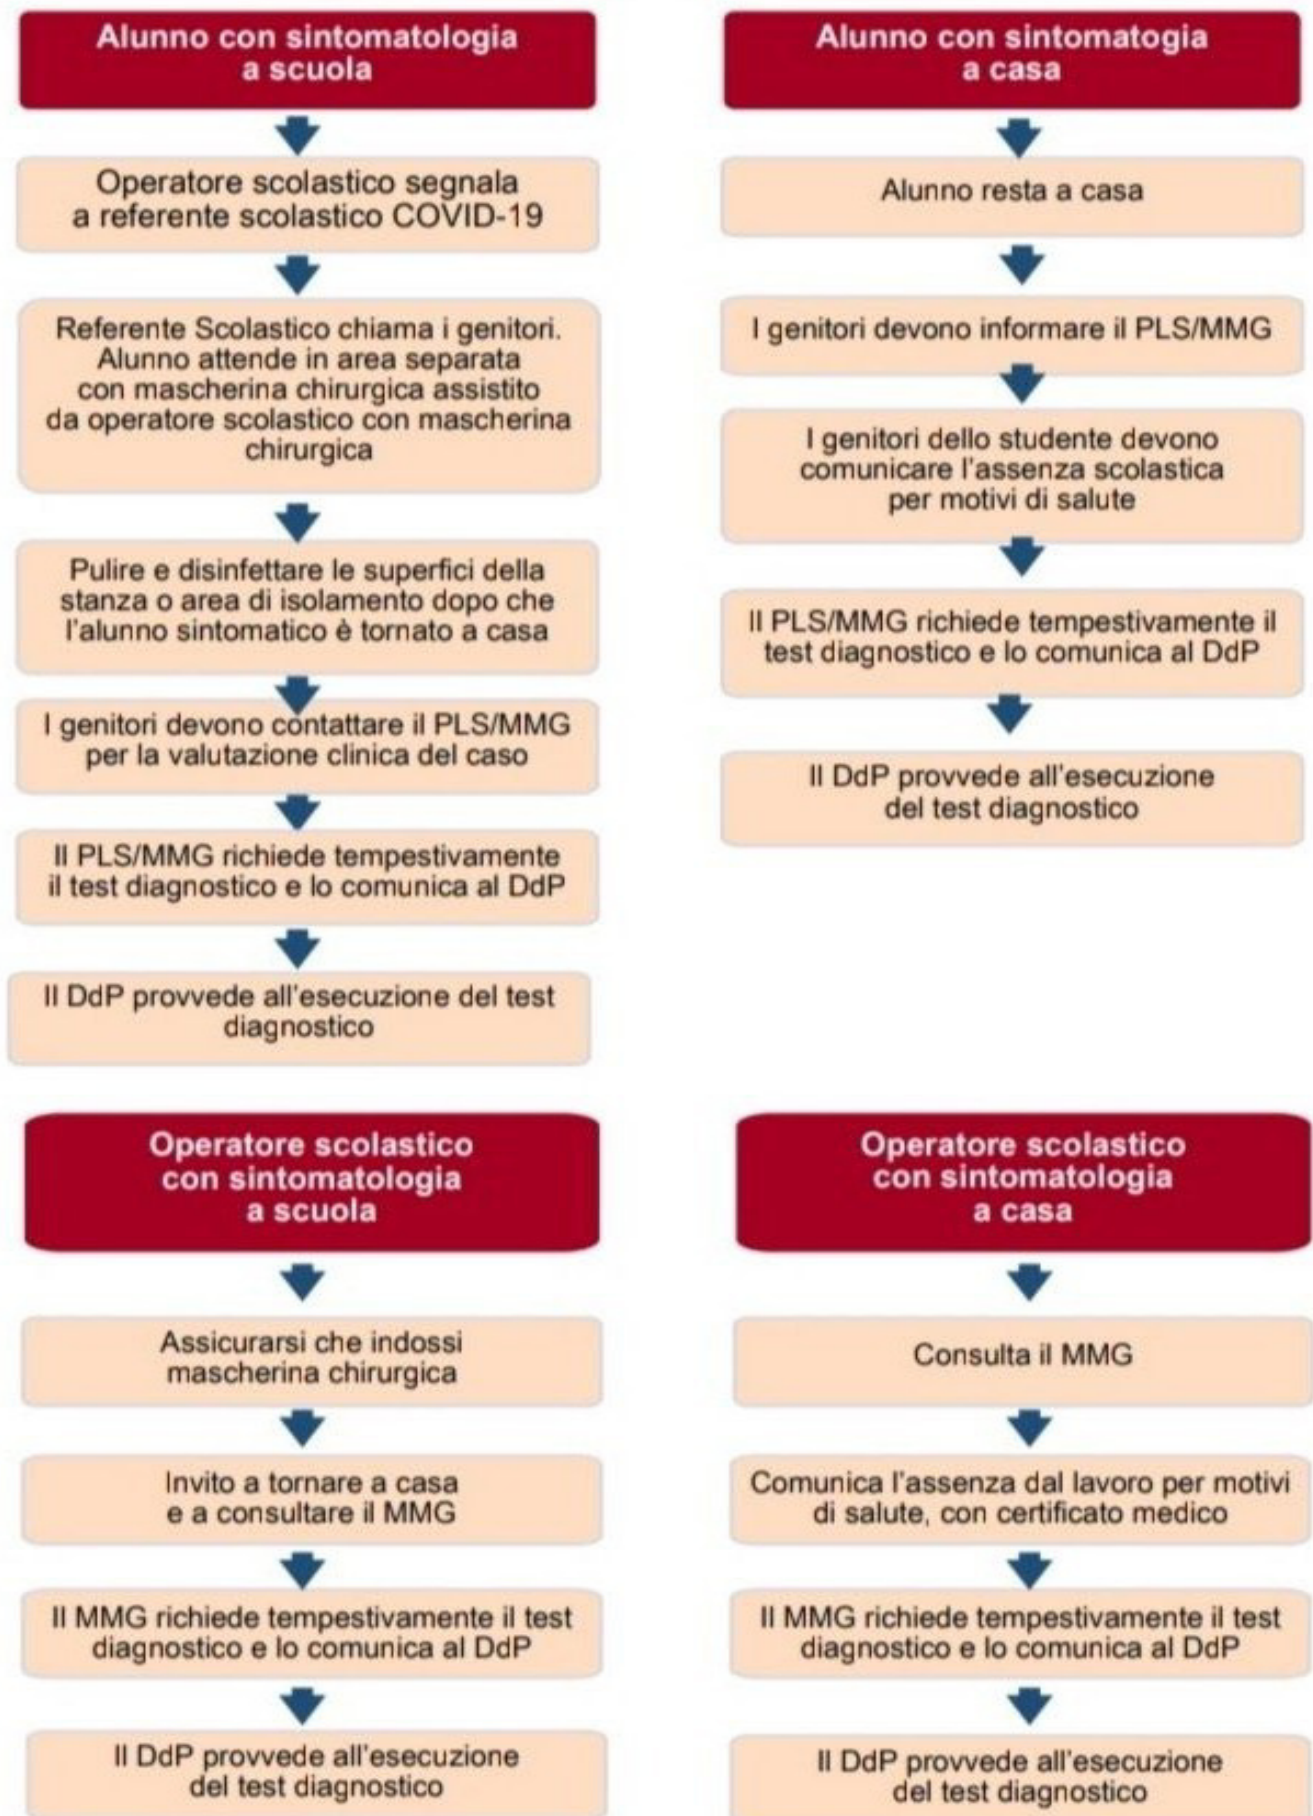 Alunno con sintomatologia
a scuola
Operatore scolastico segnala
a referente scolastico COVID-19
Referente Scolastico chiama i genitori.
Alunno attende in area separata
con mascherina chirurgica assistito
da operatore scolastico con mascherina
chirurgica
Pulire e disinfettare le superfici della
stanza o area di isolamento dopo che
l'alunno sintomatico è tornato a casa
I genitori devono contattare il PLS/MMG
per la valutazione clinica del caso
Il PLS/MMG richiede tempestivamente
il test diagnostico e lo comunica al DdP
Il DdP provvede all'esecuzione del test
diagnostico
Alunno con sintomatogia
a casa
Alunno resta a casa
I genitori devono informare il PLS/MMG
I genitori dello studente devono
comunicare l'assenza scolastica
per motivi di salute
Il PLS/MMG richiede tempestivamente il
test diagnostico e lo comunica al DdP
Il DdP provvede all'esecuzione
del test diagnostico
Operatore scolastico
con sintomatologia
a scuola
Assicurarsi che indossi
mascherina chirurgica
Invito a tornare a casa
e a consultare il MMG
Il MMG richiede tempestivamente il test
diagnostico e lo comunica al DdP
Il DdP provvede all'esecuzione
del test diagnostico
Operatore scolastico
con sintomatologia
a casa
Consulta il MMG
Comunica l'assenza dal lavoro per motivi
di salute, con certificato medico
Il MMG richiede tempestivamente il test
diagnostico e lo comunica al DdP
Il DdP provvede all'esecuzione
del test diagnostico